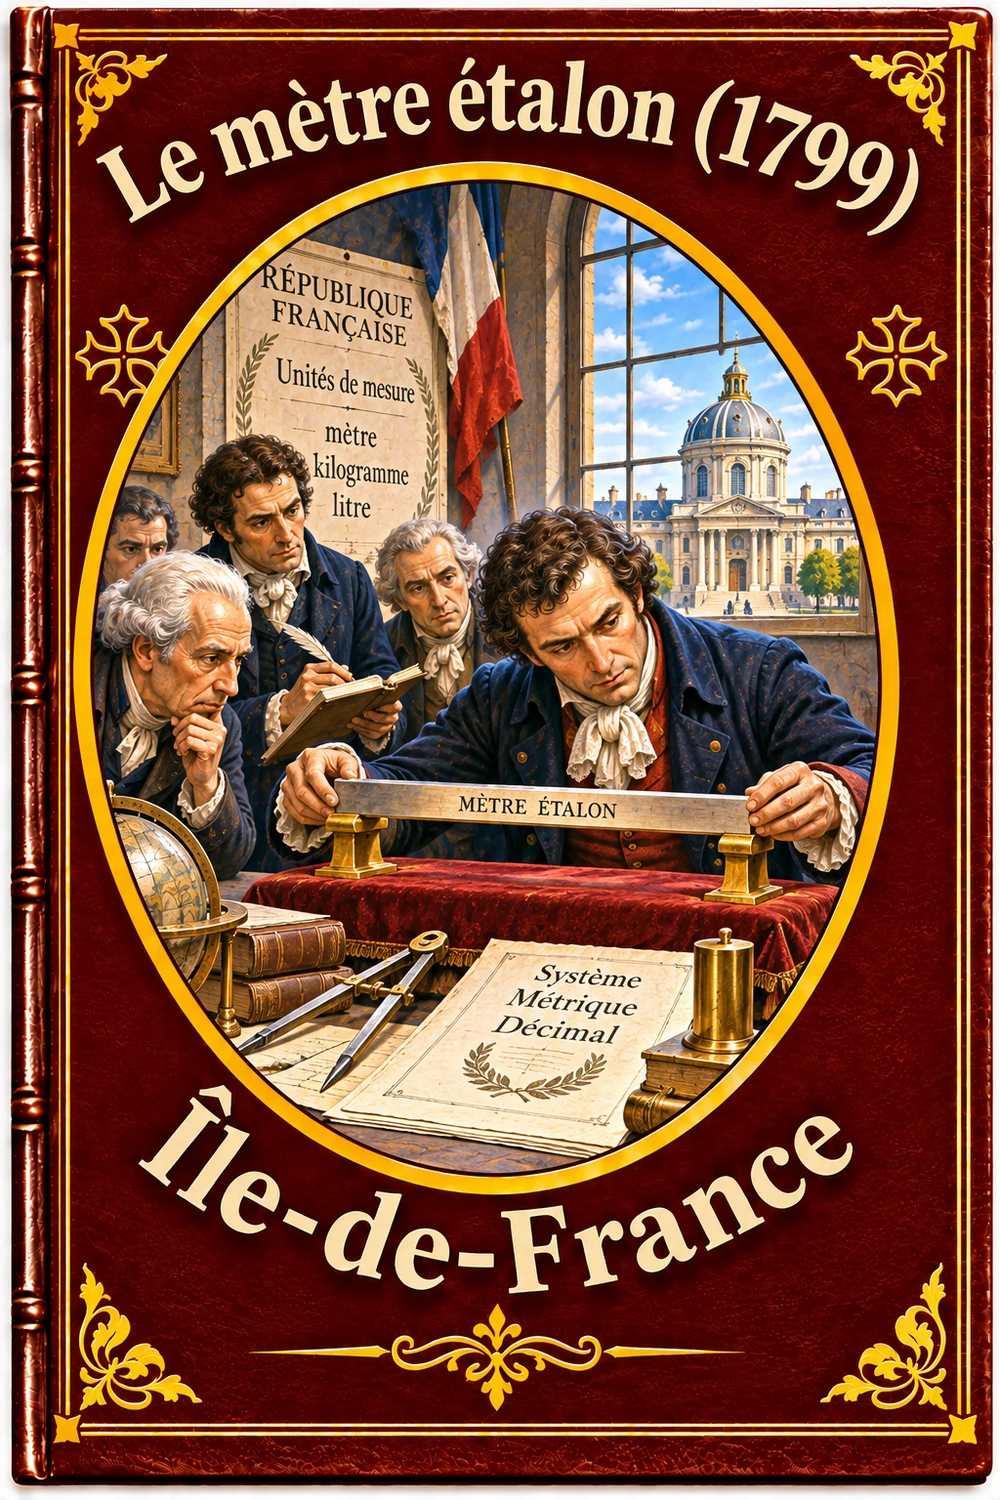 Le mètre étalon (1799)
RÉPUBLIQUE
FRANÇAISE
Unités de mesure
mètre
kilogramme
litre
MÈTRE ÉTALON
Système
Métrique
Décimal
Île-de-France